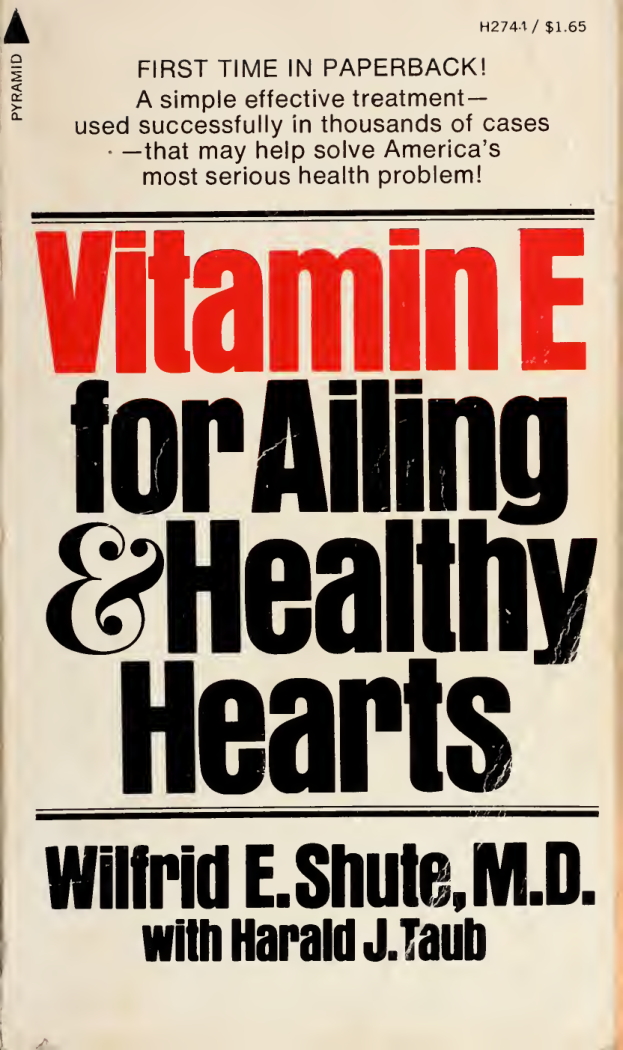 H2744 / $1.65
PYRAMID
FIRST TIME IN PAPERBACK!
A simple effective treatment—
used successfully in thousands of cases
—that may help solve America's
most serious health problem!
Vitamin E
for Ailing
& Healthy
Hearts
Wilfrid E. Shute, M.D.
with Harald J. Taub